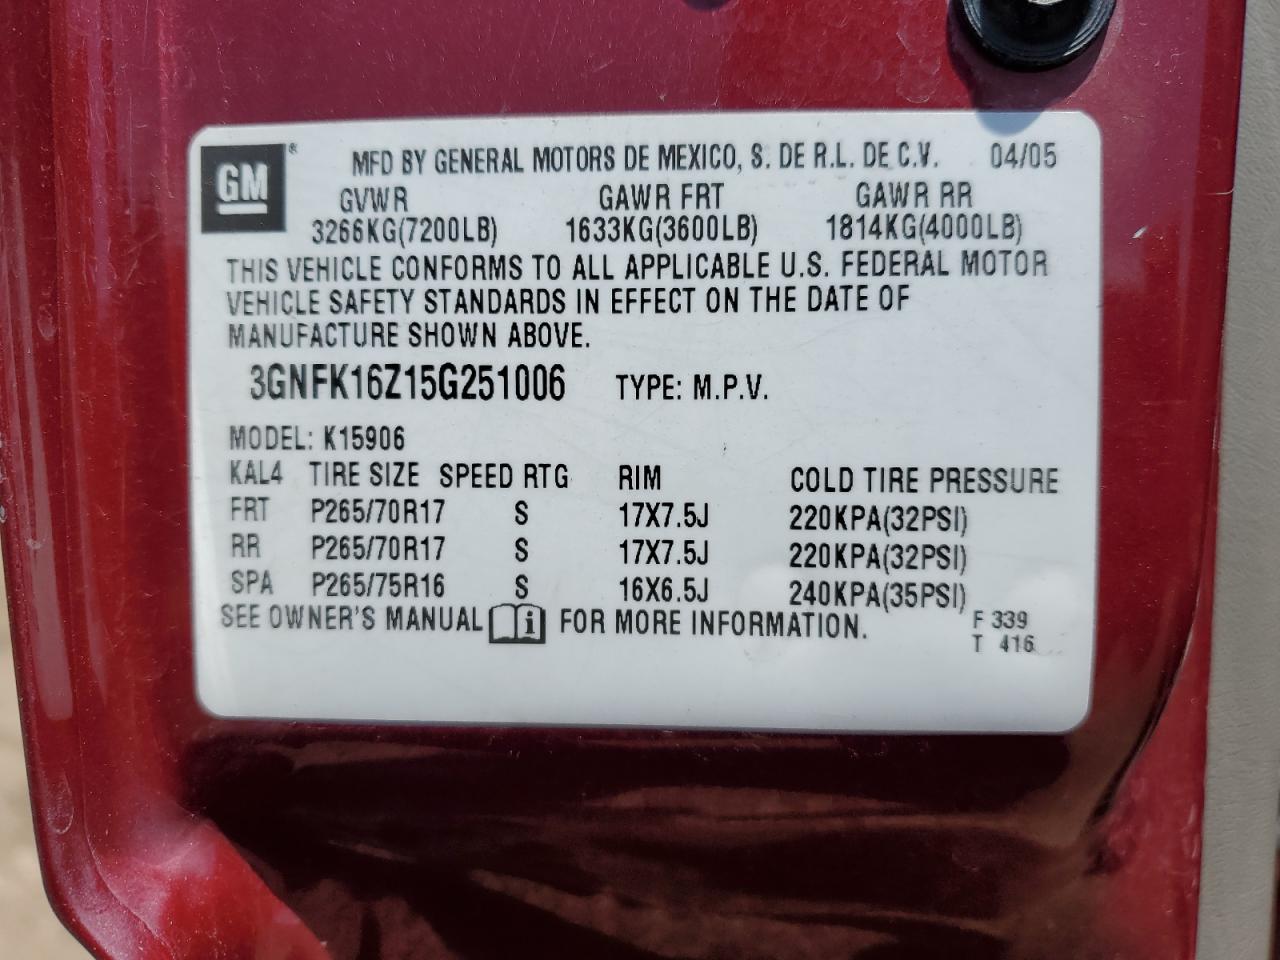 GM® MFD BY GENERAL MOTORS DE MEXICO, S. DE R.L. DE C.V. 04/05
GVWR GAWR FRT GAWR RR
3266KG(7200LB) 1633KG(3600LB) 1814KG(4000LB)
THIS VEHICLE CONFORMS TO ALL APPLICABLE U.S. FEDERAL MOTOR
VEHICLE SAFETY STANDARDS IN EFFECT ON THE DATE OF
MANUFACTURE SHOWN ABOVE.
3GNFK16Z15G251006 TYPE: M.P.V.
MODEL: K15906
KAL4 TIRE SIZE SPEED RTG RIM COLD TIRE PRESSURE
FRT P265/70R17 S 17X7.5J 220KPA(32PSI)
RR P265/70R17 S 17X7.5J 220KPA(32PSI)
SPA P265/75R16 S 16X6.5J 240KPA(35PSI)
SEE OWNER'S MANUAL i FOR MORE INFORMATION. F 339
T 416